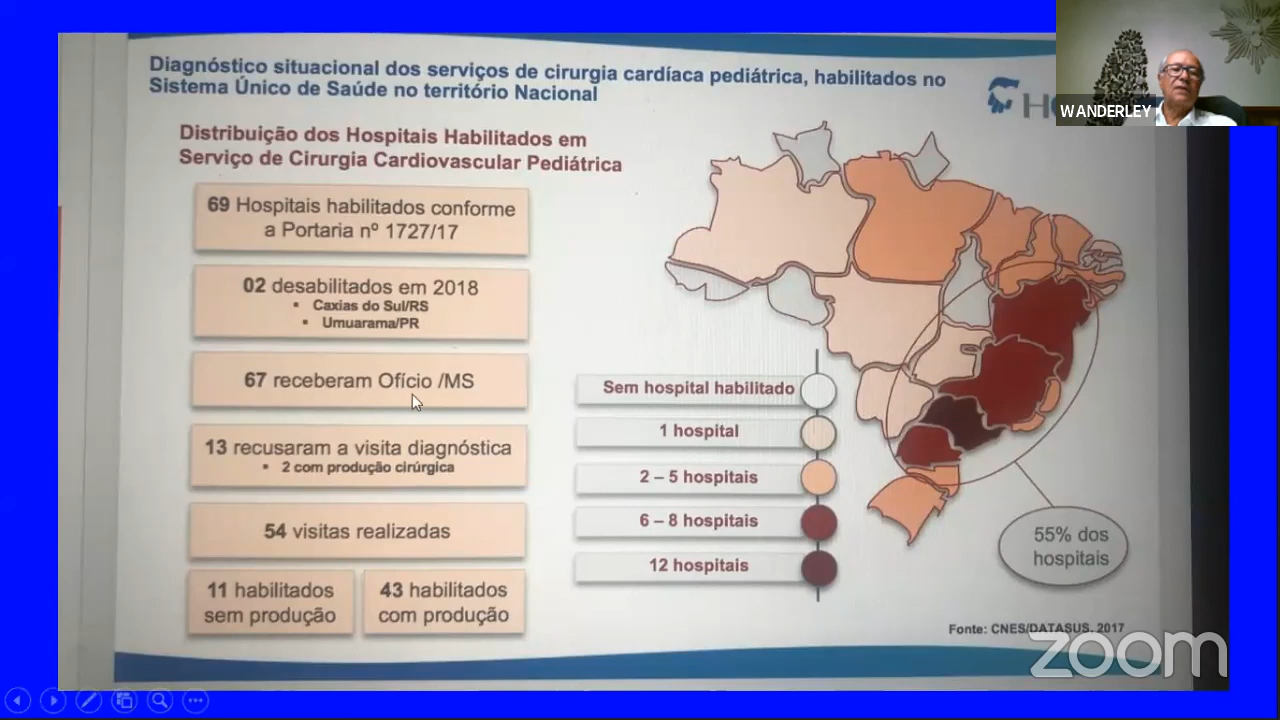 Diagnóstico situacional dos serviços de cirurgia cardíaca pediátrica, habilitados no
Sistema Único de Saúde no território Nacional
WANDERLEY
Distribuição dos Hospitais Habilitados em
Serviço de Cirurgia Cardiovascular Pediátrica
69 Hospitais habilitados conforme
a Portaria nº 1727/17
02 desabilitados em 2018
▪ Caxias do Sul/RS
▪ Umuarama/PR
67 receberam Ofício /MS
13 recusaram a visita diagnóstica
▪ 2 com produção cirúrgica
54 visitas realizadas
11 habilitados
sem produção
43 habilitados
com produção
Sem hospital habilitado
1 hospital
2 – 5 hospitais
6 – 8 hospitais
12 hospitais
55% dos
hospitais
Fonte: CNES/DATASUS, 2017
zoom